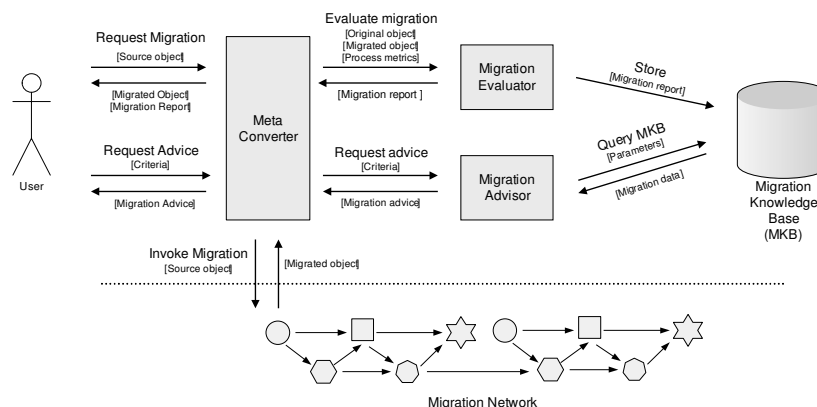 Request Migration
[Source object]
[Migrated Object]
[Migration Report]
Request Advice
[Criteria]
[Migration Advice]
User
Meta
Converter
Evaluate migration
[Original object]
[Migrated object]
[Process metrics]
[Migration report ]
Request advice
[Criteria]
[Migration advice]
Migration
Evaluator
Migration
Advisor
Store
[Migration report]
Query MKB
[Parameters]
[Migration data]
Migration
Knowledge
Base
(MKB)
Invoke Migration
[Source object]
[Migrated object]
Migration Network